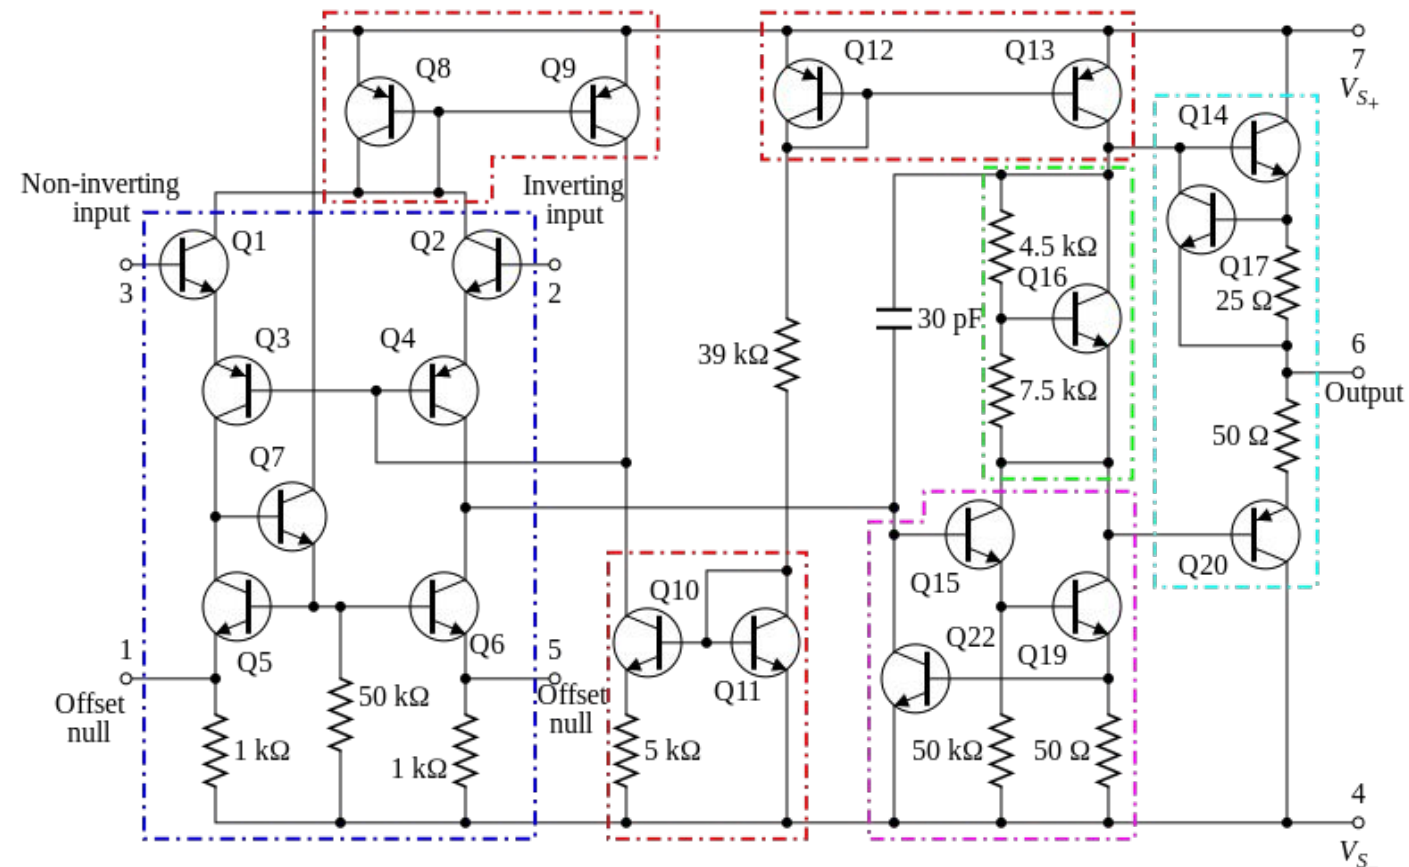 Q8
Q9
Q12
Q13
7
V_S+
Q14
Non-inverting
input
Inverting
input
Q1
Q2
3
2
Q17
25 Ω
4.5 kΩ
Q16
30 pF
Q3
Q4
39 kΩ
7.5 kΩ
6
Output
50 Ω
Q7
Q15
Q20
Q10
Q5
Q6
1
5
Offset
null
Offset
null
Q11
Q22
Q19
50 kΩ
1 kΩ
1 kΩ
5 kΩ
50 kΩ
50 Ω
4
V_S